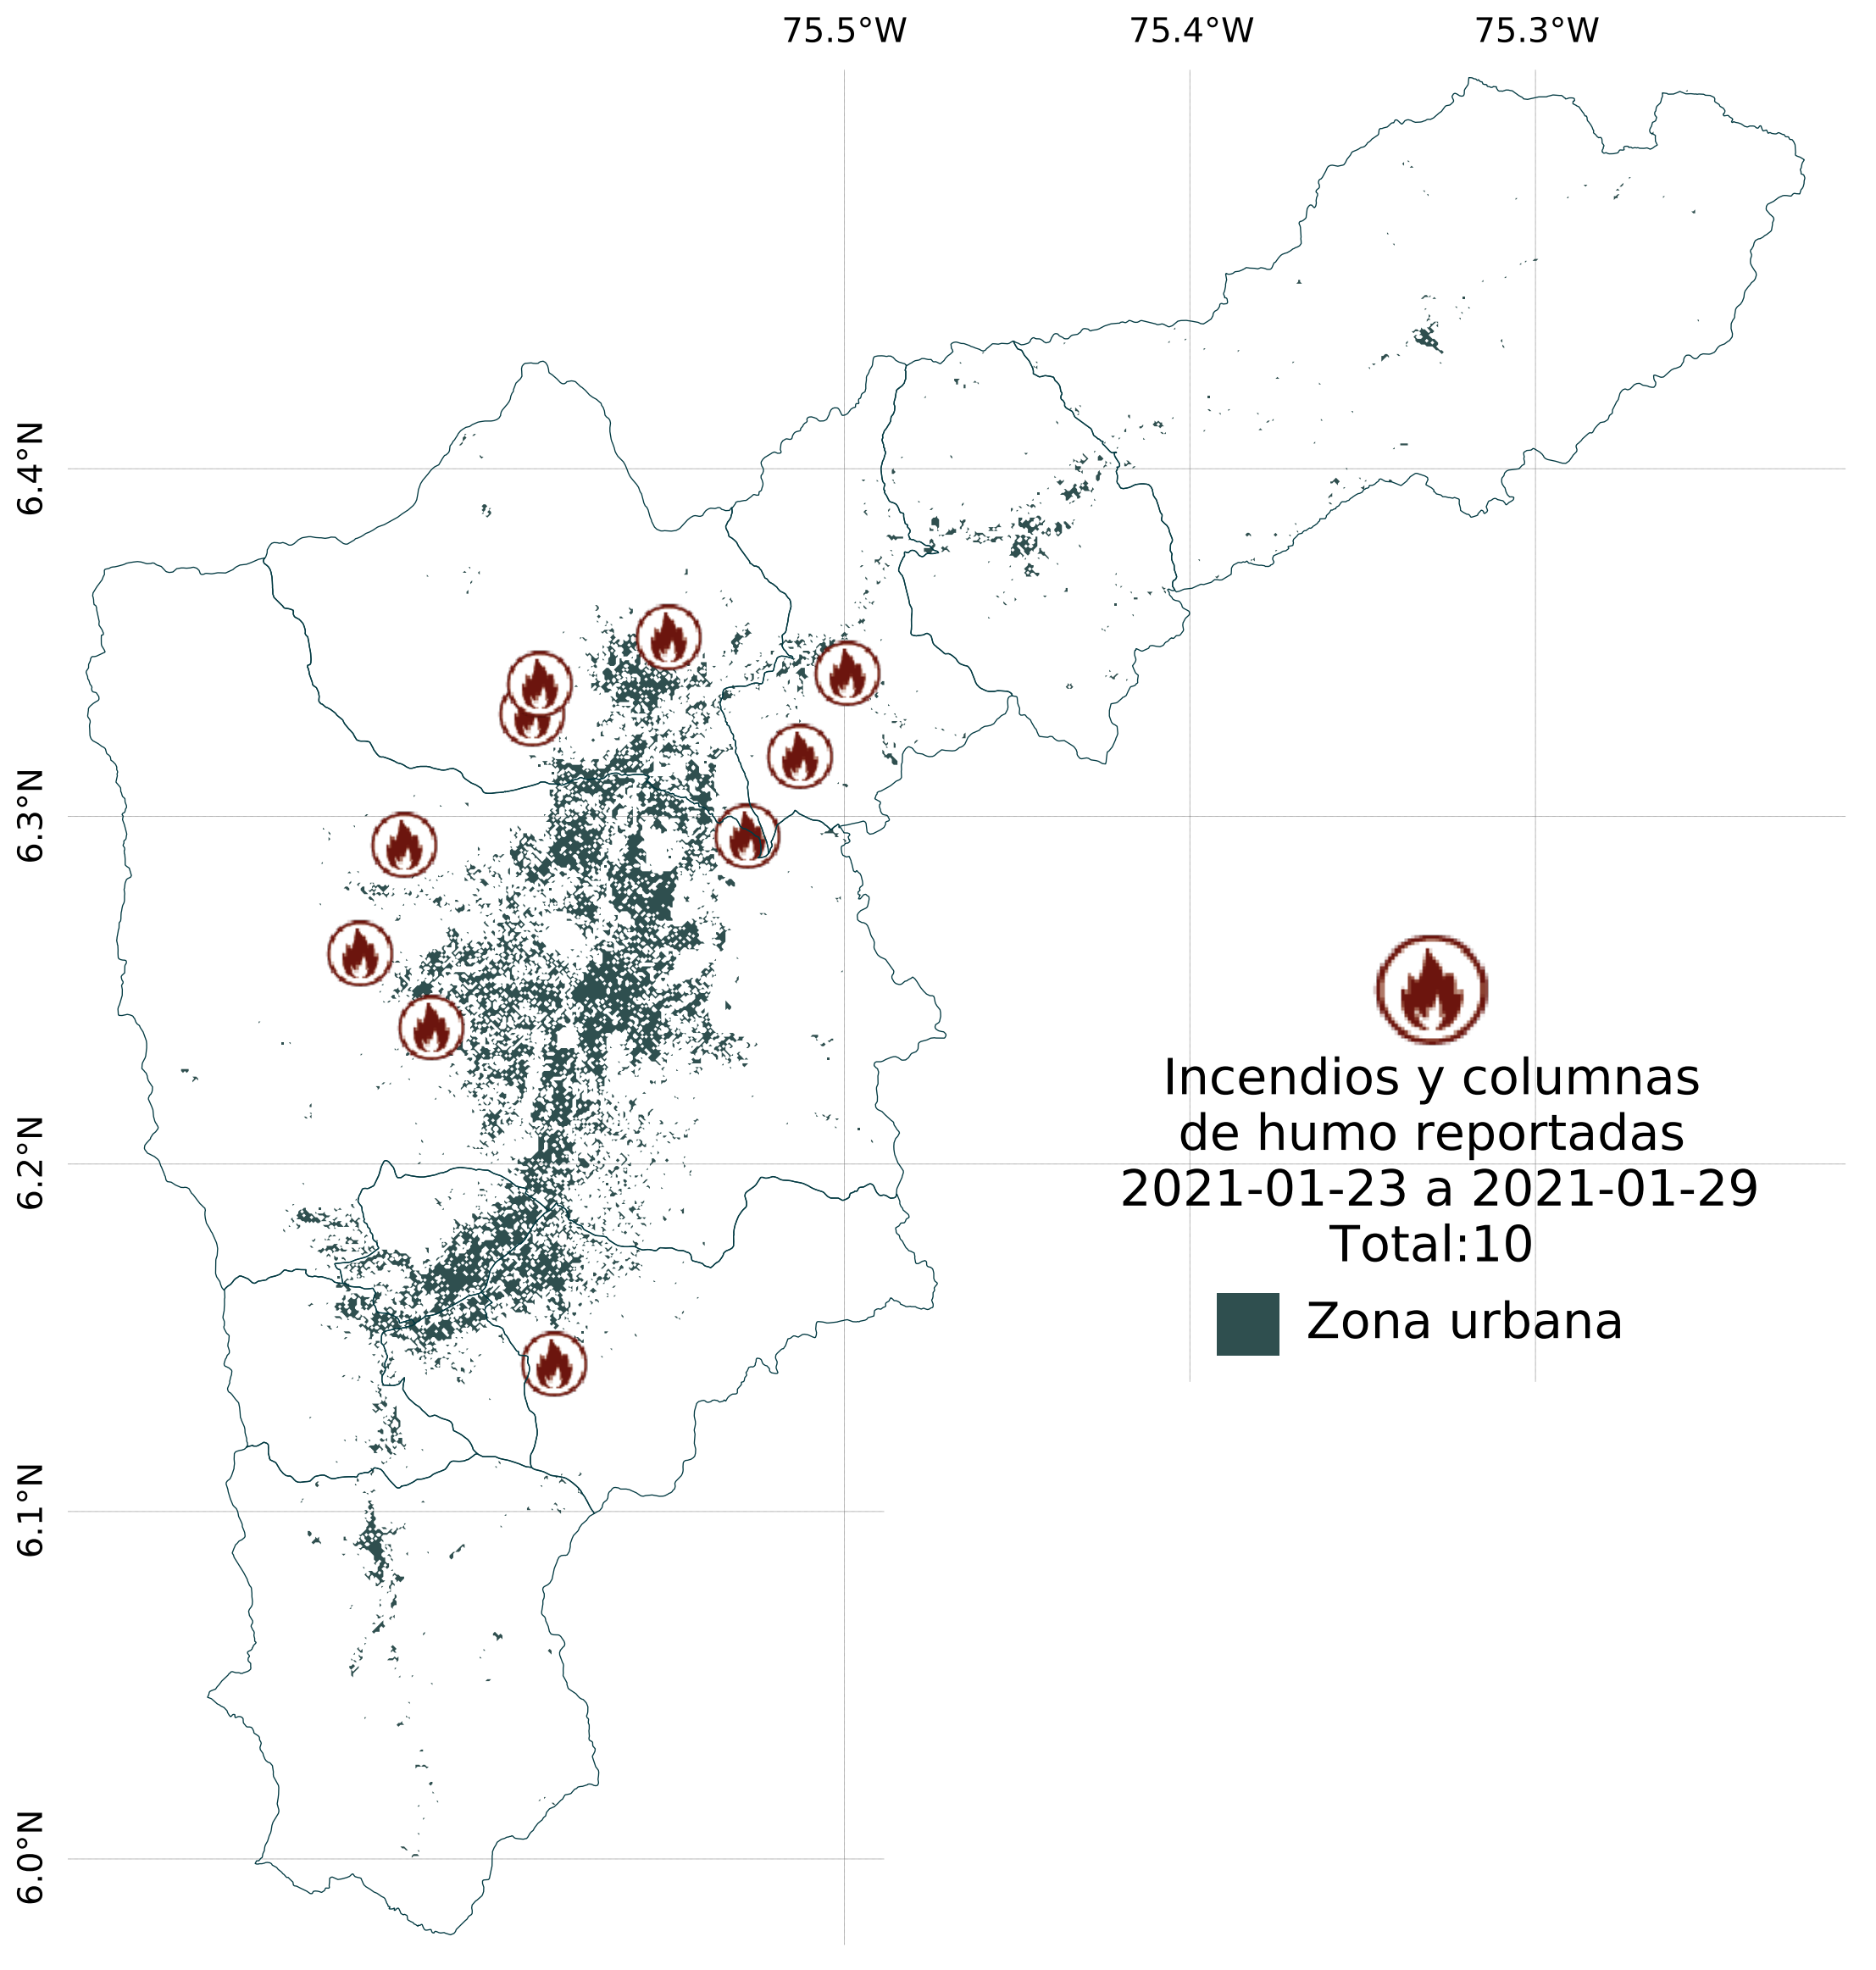 75.5°W 75.4°W 75.3°W
6.4°N
6.3°N
6.2°N
6.1°N
6.0°N
Incendios y columnas
de humo reportadas
2021-01-23 a 2021-01-29
Total:10
Zona urbana